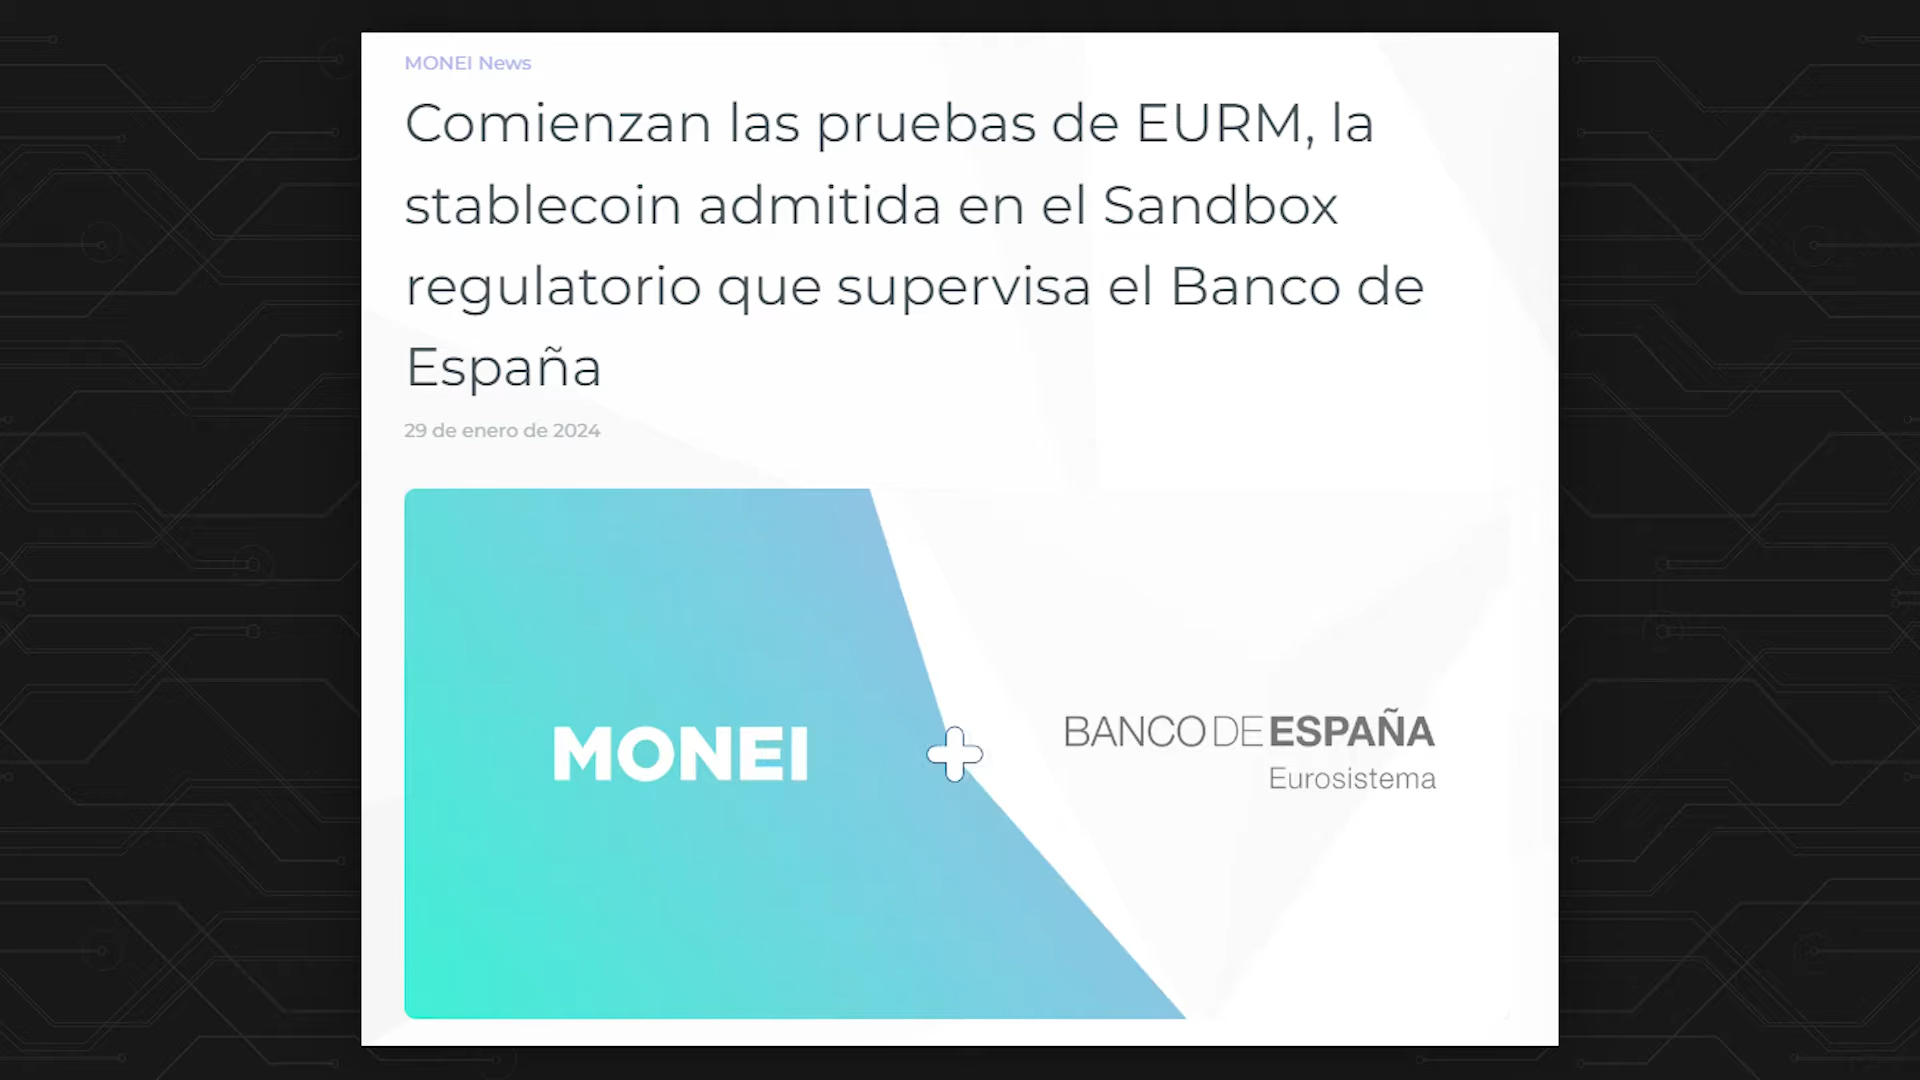 MONEI News
Comienzan las pruebas de EURM, la
stablecoin admitida en el Sandbox
regulatorio que supervisa el Banco de
España
29 de enero de 2024
MONEI
BANCO DE ESPAÑA
Eurosistema